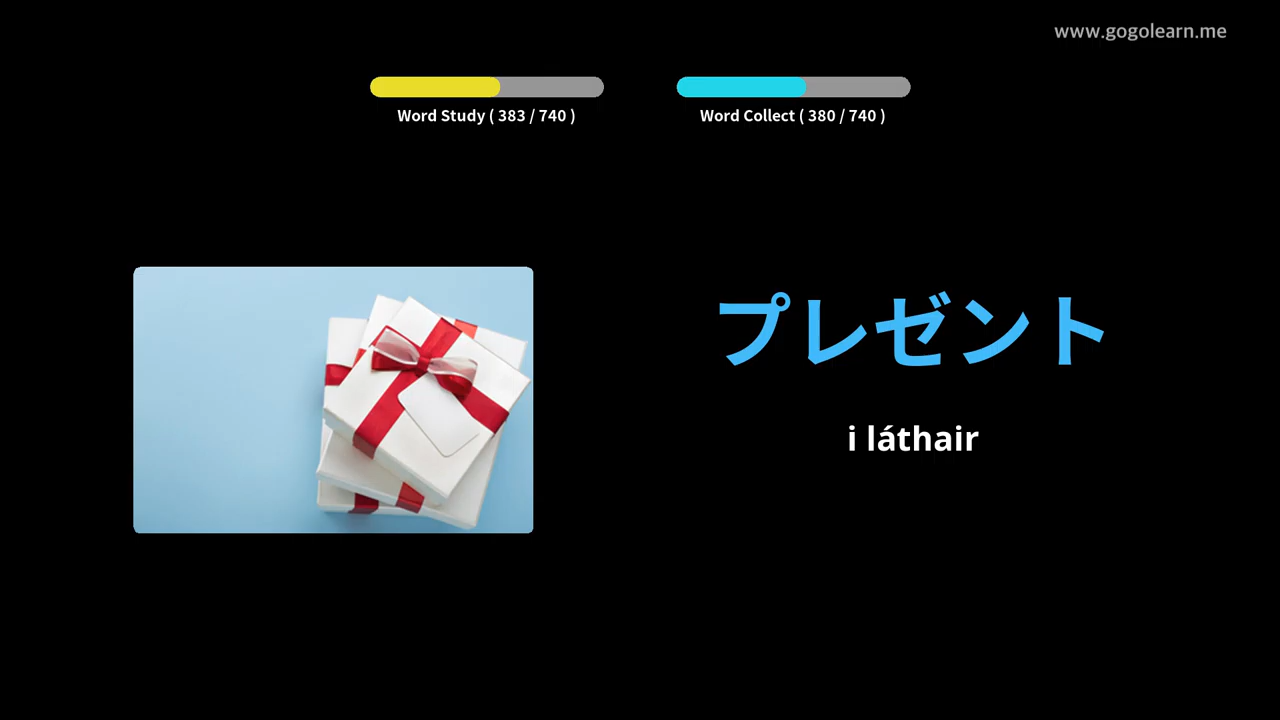 www.gogolearn.me
Word Study ( 383 / 740 )
Word Collect ( 380 / 740 )
プレゼント
i láthair